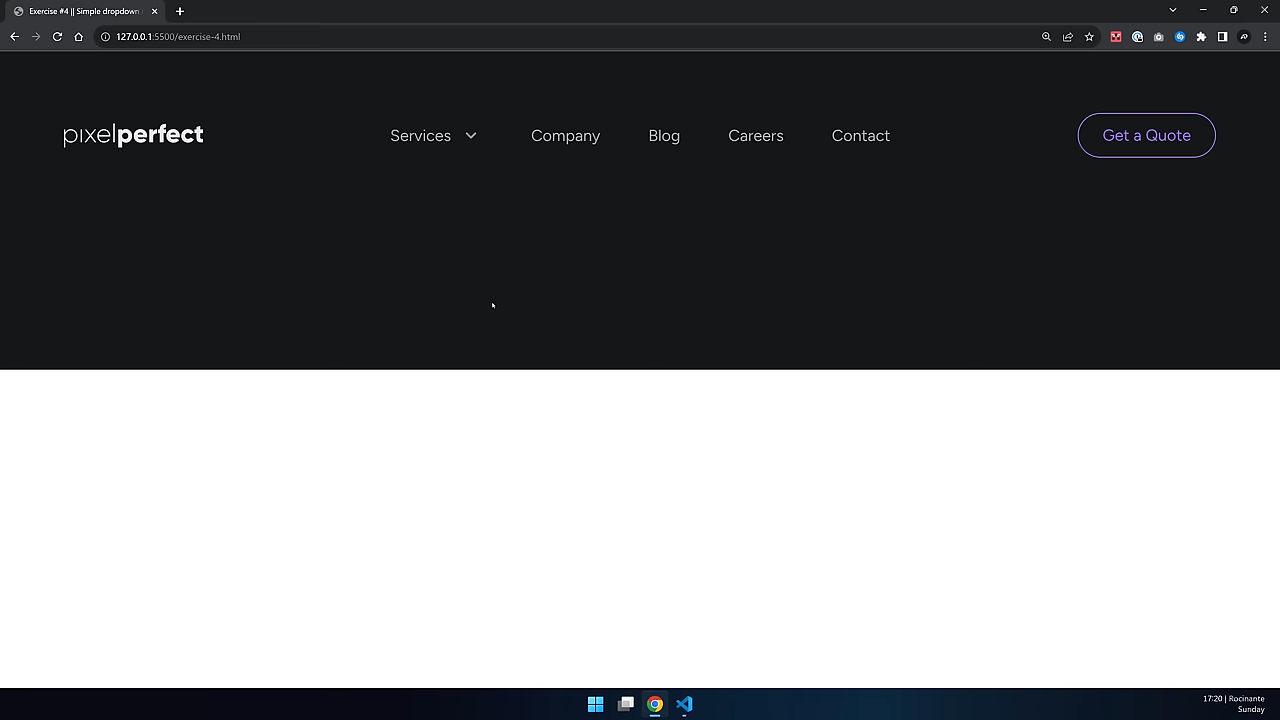 Exercise #4 || Simple dropdown
127.0.0.1:5500/exercise-4.html
pixelperfect
Services
Company
Blog
Careers
Contact
Get a Quote
17:20 | Rocinante
Sunday